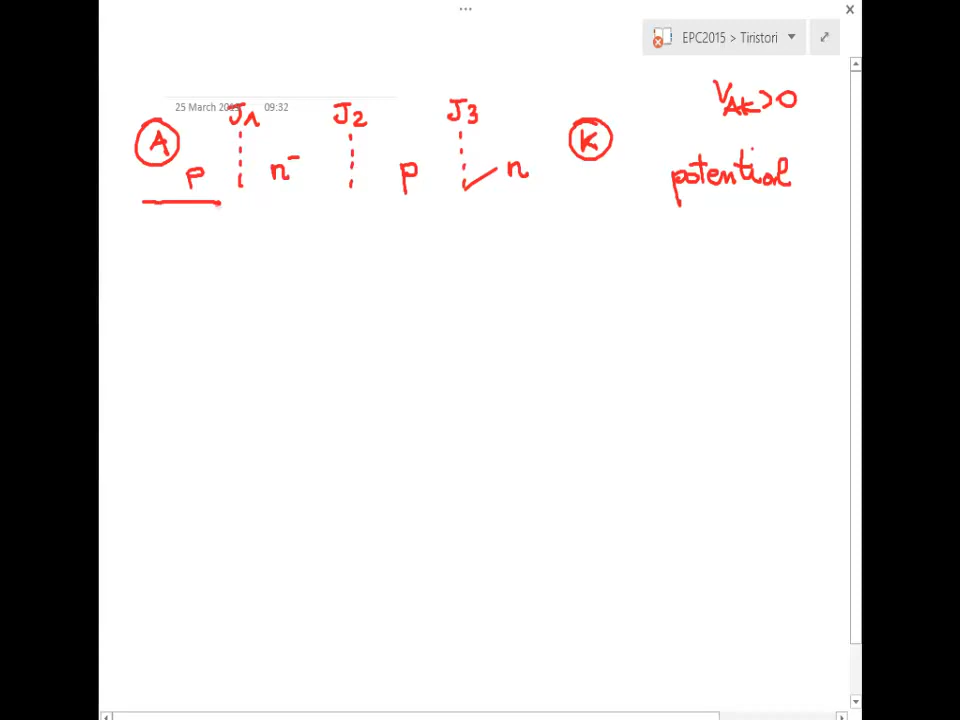 EPC2015 > Tiristori
25 March 2015 09:32
J1 J2 J3 VAK>0
A K
p n⁻ p n potential